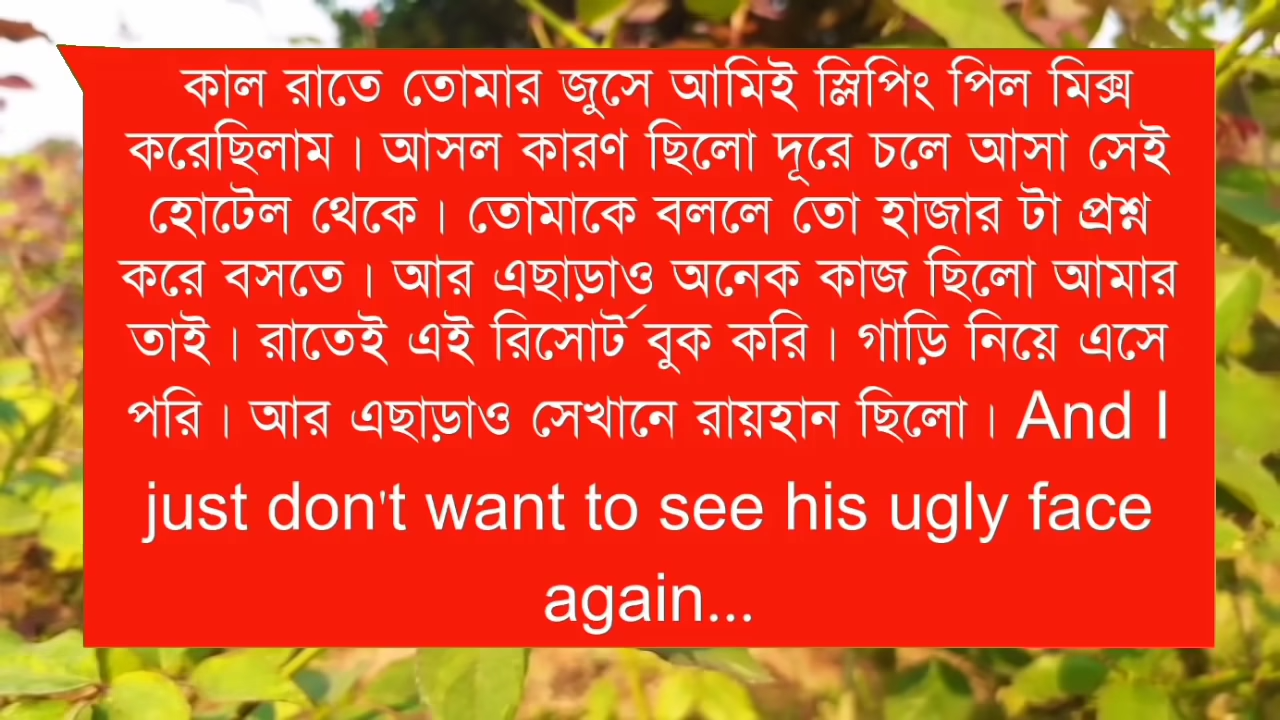 কাল রাতে তোমার জুসে আমিই স্লিপিং পিল মিক্স
করেছিলাম। আসল কারণ ছিলো দূরে চলে আসা সেই
হোটেল থেকে। তোমাকে বললে তো হাজার টা প্রশ্ন
করে বসতে। আর এছাড়াও অনেক কাজ ছিলো আমার
তাই। রাতেই এই রিসোর্ট বুক করি। গাড়ি নিয়ে এসে
পরি। আর এছাড়াও সেখানে রায়হান ছিলো। And I
just don't want to see his ugly face
again...